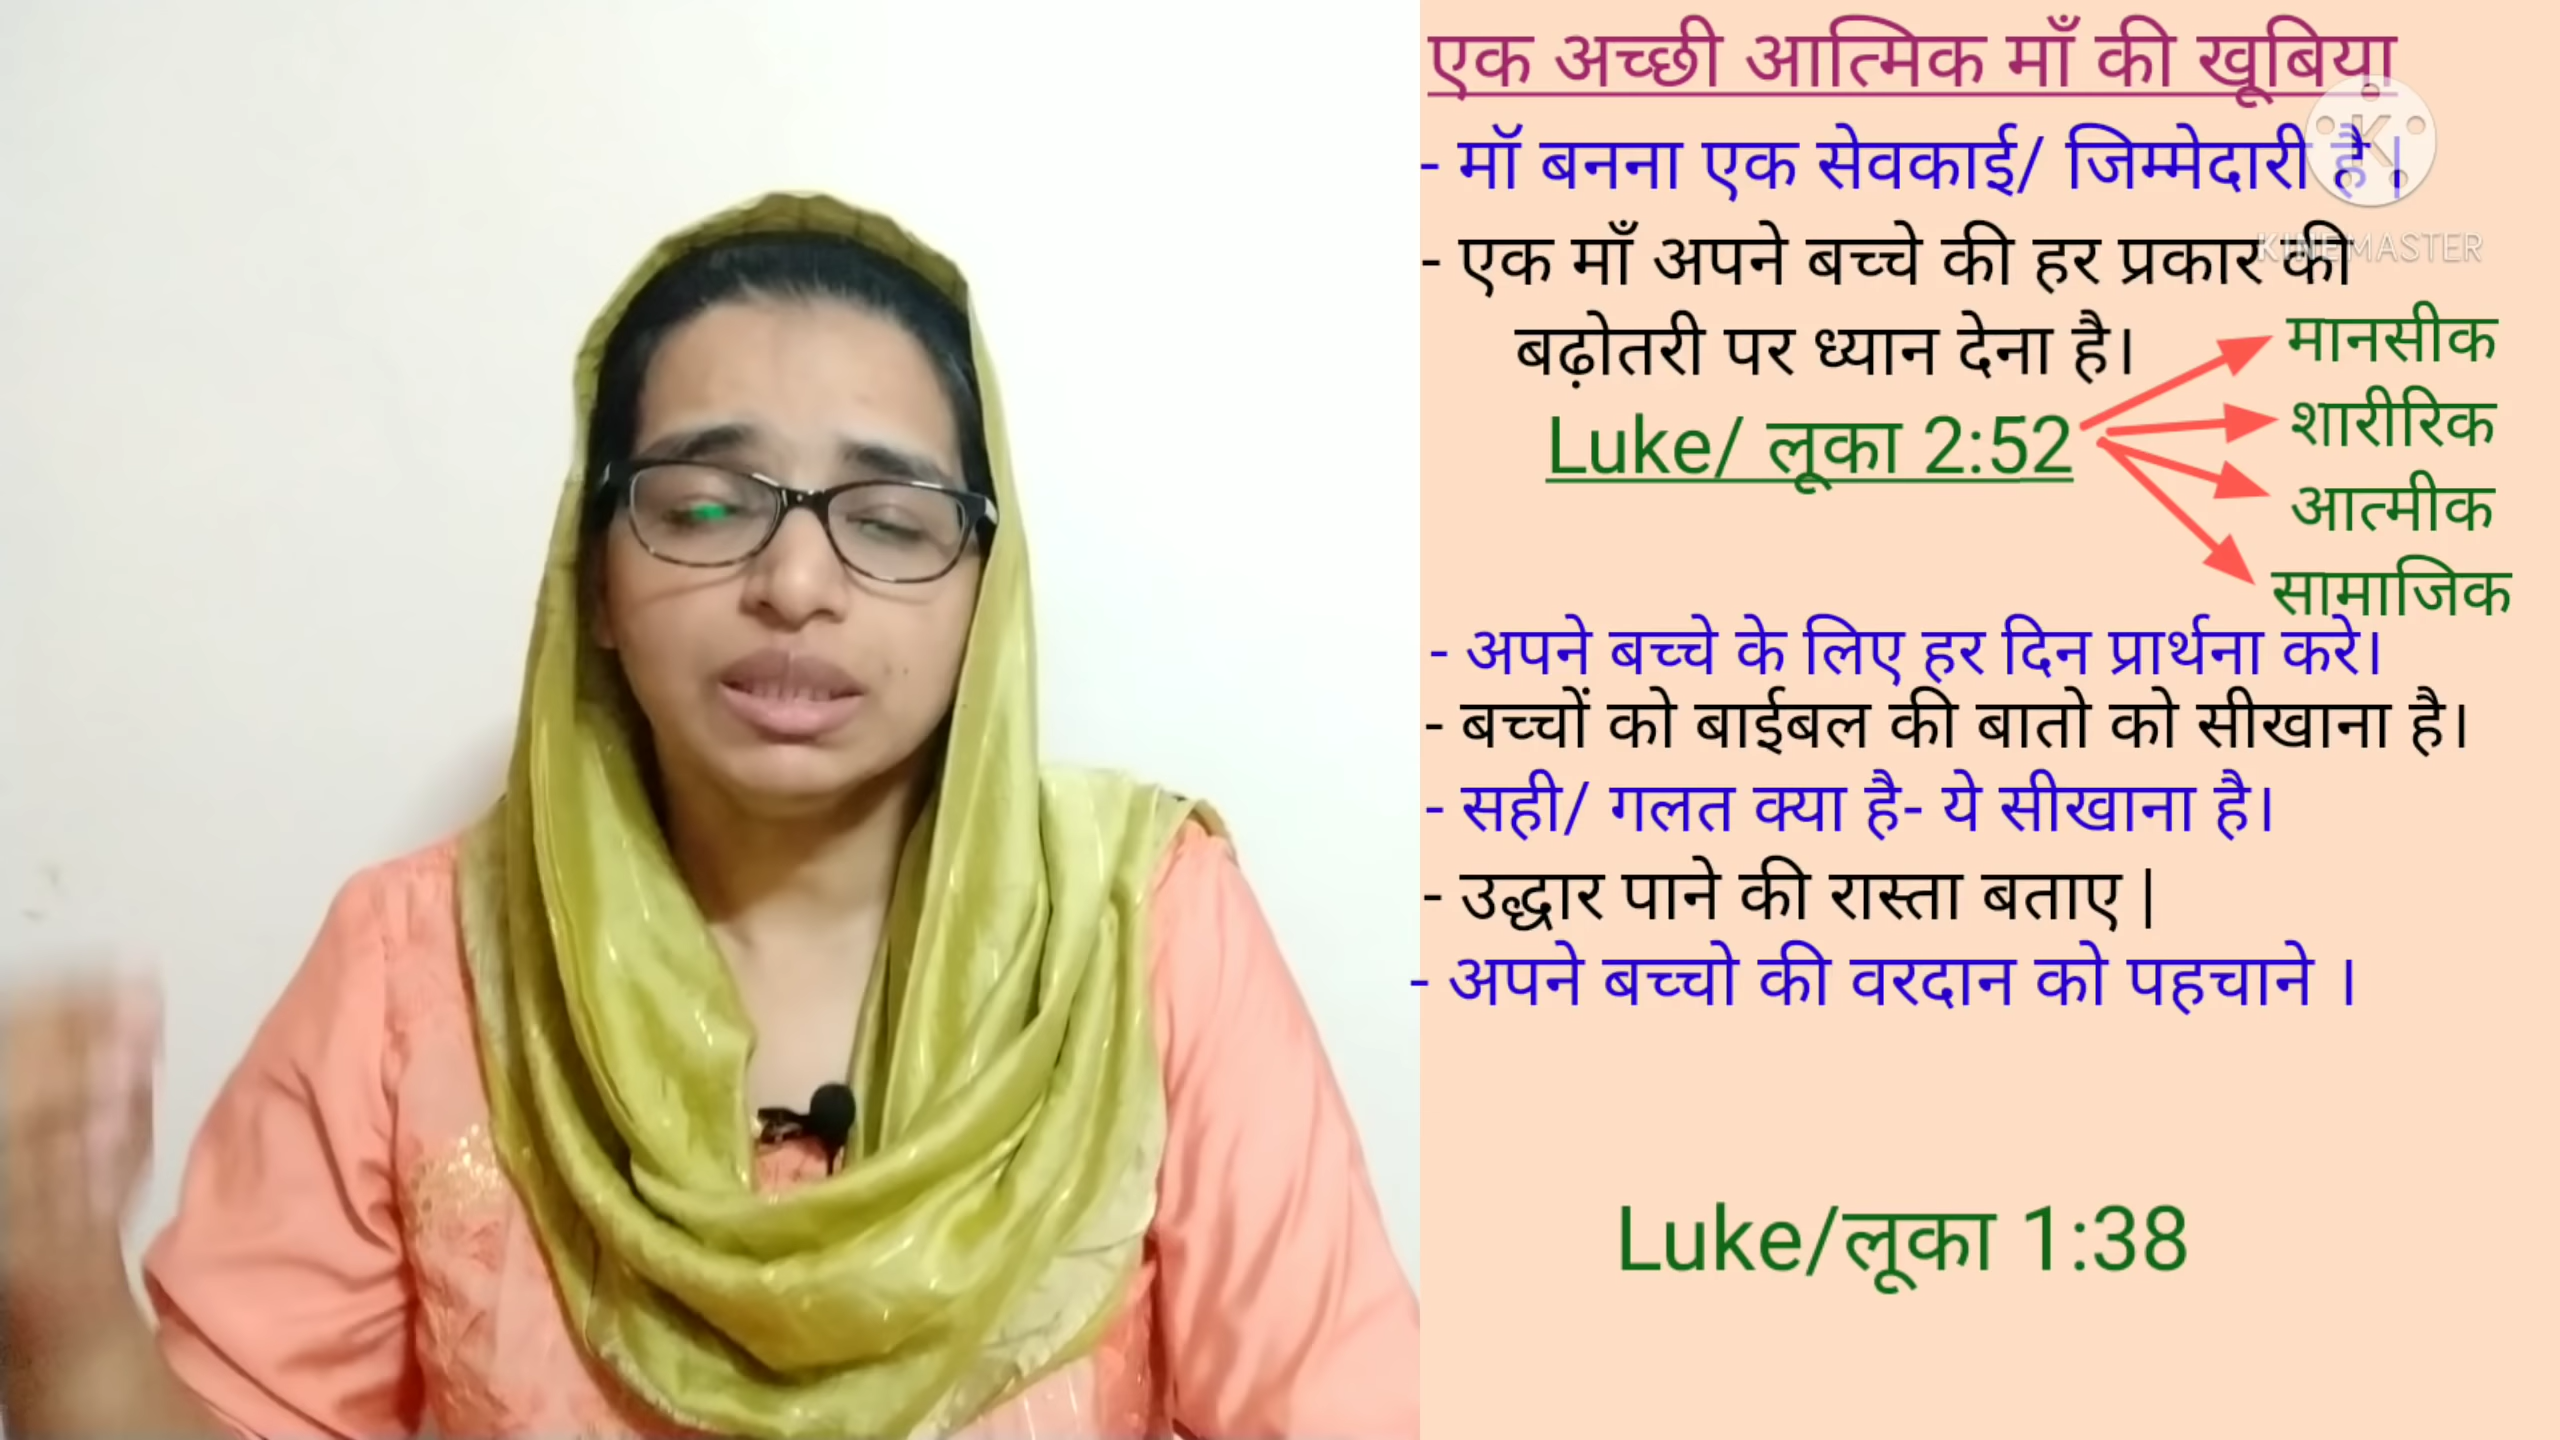 एक अच्छी आत्मिक माँ की खूबिया
- मॉ बनना एक सेवकाई/ जिम्मेदारी है |
K
- एक माँ अपने बच्चे की हर प्रकार की
KINEMASTER
बढ़ोतरी पर ध्यान देना है।
Luke/ लूका 2:52
मानसीक
शारीरिक
आत्मीक
सामाजिक
- अपने बच्चे के लिए हर दिन प्रार्थना करे।
- बच्चों को बाईबल की बातो को सीखाना है।
- सही/ गलत क्या है- ये सीखाना है।
- उद्धार पाने की रास्ता बताए |
- अपने बच्चो की वरदान को पहचाने ।
Luke/लूका 1:38